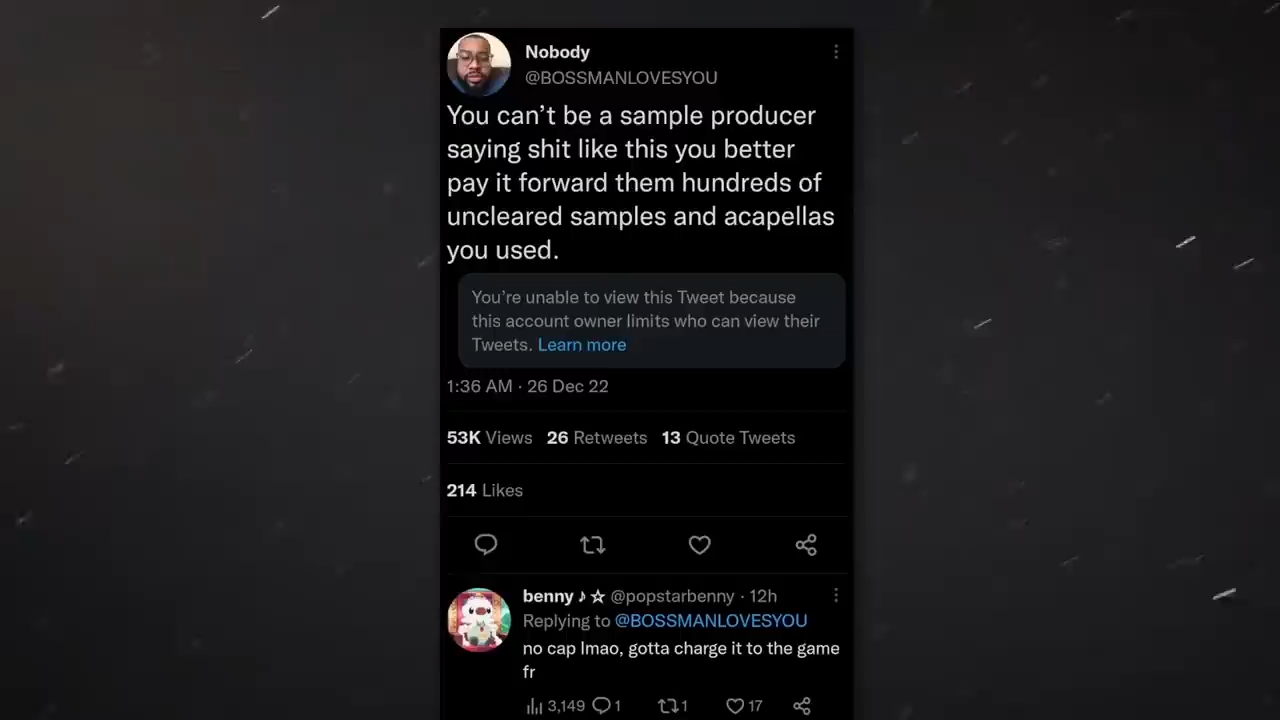 Nobody
@BOSSMANLOVESYOU
You can’t be a sample producer
saying shit like this you better
pay it forward them hundreds of
uncleared samples and acapellas
you used.
You’re unable to view this Tweet because
this account owner limits who can view their
Tweets. Learn more
1:36 AM · 26 Dec 22
53K Views 26 Retweets 13 Quote Tweets
214 Likes
benny ♪ ☆ @popstarbenny · 12h
Replying to @BOSSMANLOVESYOU
no cap lmao, gotta charge it to the game
fr
3,149 1 1 17